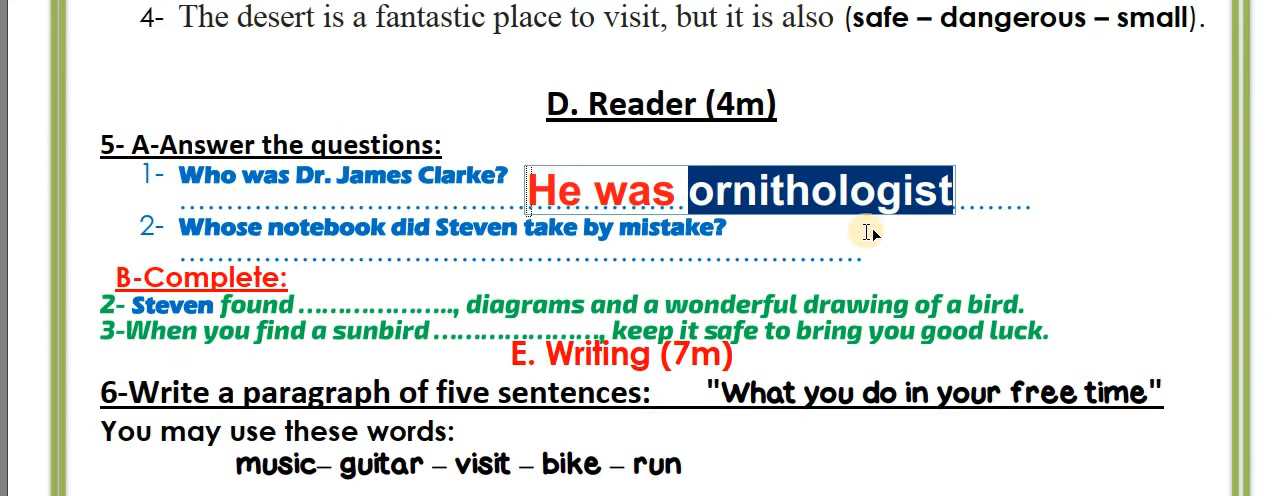 4- The desert is a fantastic place to visit, but it is also (safe – dangerous – small).
D. Reader (4m)
5- A-Answer the questions:
1- Who was Dr. James Clarke? He was ornithologist
................................................................
2- Whose notebook did Steven take by mistake?
................................................................
B-Complete:
2- Steven found …………………, diagrams and a wonderful drawing of a bird.
3-When you find a sunbird …………………, keep it safe to bring you good luck.
E. Writing (7m)
6-Write a paragraph of five sentences: "What you do in your free time"
You may use these words:
music– guitar – visit – bike – run